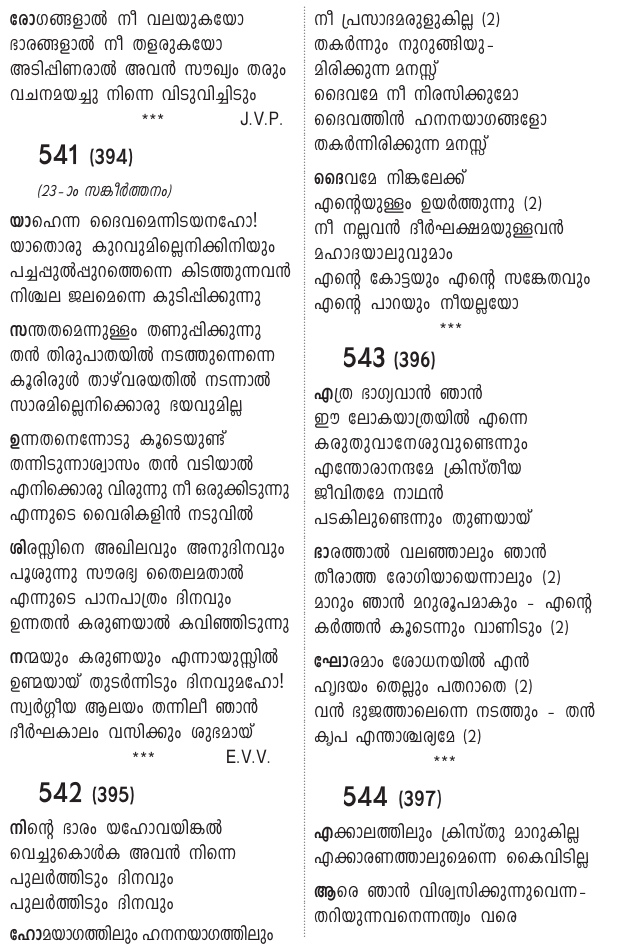 രോഗങ്ങളാൽ നീ വലയുകയോ
ഭാരങ്ങളാൽ നീ തളരുകയോ
അടിപ്പിണരാൽ അവൻ സൗഖ്യം തരും
വചനമയച്ചു നിന്നെ വിടുവിച്ചിടും
*** J.V.P.
541 (394)
(23-ാം സങ്കീർത്തനം)
യാഹെന്ന ദൈവമെന്നിടയനഹോ!
യാതൊരു കുറവുമില്ലെനിക്കിനിയും
പച്ചപ്പുൽപ്പുറത്തെന്നെ കിടത്തുന്നവൻ
നിശ്ചല ജലമെന്നെ കുടിപ്പിക്കുന്നു
സന്തതമെന്നുള്ളം തണുപ്പിക്കുന്നു
തൻ തിരുപാതയിൽ നടത്തുന്നെന്നെ
കൂരിരുൾ താഴ്‌വരയതിൽ നടന്നാൽ
സാരമില്ലെനിക്കൊരു ഭയവുമില്ല
ഉന്നതനെന്നോടു കൂടെയുണ്ട്
തന്നിടുന്നാശ്വാസം തൻ വടിയാൽ
എനിക്കൊരു വിരുന്നു നീ ഒരുക്കിടുന്നു
എന്നുടെ വൈരികളിൻ നടുവിൽ
ശിരസ്സിനെ അഖിലവും അനുദിനവും
പൂശുന്നു സൗരഭ്യ തൈലമതാൽ
എന്നുടെ പാനപാത്രം ദിനവും
ഉന്നതൻ കരുണയാൽ കവിഞ്ഞിടുന്നു
നന്മയും കരുണയും എന്നായുസ്സിൽ
ഉണ്മയായ് തുടർന്നിടും ദിനവുമഹോ!
സ്വർഗ്ഗീയ ആലയം തന്നിലീ ഞാൻ
ദീർഘകാലം വസിക്കും ശുഭമായ്
*** E.V.V.
542 (395)
നിന്റെ ഭാരം യഹോവയിങ്കൽ
വെച്ചുകൊൾക അവൻ നിന്നെ
പുലർത്തിടും ദിനവും
പുലർത്തിടും ദിനവും
ഹോമയാഗത്തിലും ഹനനയാഗത്തിലും
നീ പ്രസാദമരുളുകില്ല (2)
തകർന്നും നുറുങ്ങിയു-
മിരിക്കുന്ന മനസ്സ്
ദൈവമേ നീ നിരസിക്കുമോ
ദൈവത്തിൻ ഹനനയാഗങ്ങളോ
തകർന്നിരിക്കുന്ന മനസ്സ്
ദൈവമേ നിങ്കലേക്ക്
എന്റെയുള്ളം ഉയർത്തുന്നു (2)
നീ നല്ലവൻ ദീർഘക്ഷമയുള്ളവൻ
മഹാദയാലുവുമാം
എന്റെ കോട്ടയും എന്റെ സങ്കേതവും
എന്റെ പാറയും നീയല്ലയോ
***
543 (396)
എത്ര ഭാഗ്യവാൻ ഞാൻ
ഈ ലോകയാത്രയിൽ എന്നെ
കരുതുവാനേശുവുണ്ടെന്നും
എന്തോരാനന്ദമേ ക്രിസ്തീയ
ജീവിതമേ നാഥൻ
പടകിലുണ്ടെന്നും തുണയായ്
ഭാരത്താൽ വലഞ്ഞാലും ഞാൻ
തീരാത്ത രോഗിയായെന്നാലും (2)
മാറും ഞാൻ മറുരൂപമാകും - എന്റെ
കർത്തൻ കൂടെന്നും വാണിടും (2)
ഘോരമാം ശോധനയിൽ എൻ
ഹൃദയം തെല്ലും പതറാതെ (2)
വൻ ഭുജത്താലെന്നെ നടത്തും - തൻ
കൃപ എന്താശ്ചര്യമേ (2)
***
544 (397)
എക്കാലത്തിലും ക്രിസ്തു മാറുകില്ല
എക്കാരണത്താലുമെന്നെ കൈവിടില്ല
ആരെ ഞാൻ വിശ്വസിക്കുന്നുവെന്ന-
തറിയുന്നവനെന്നന്ത്യം വരെ